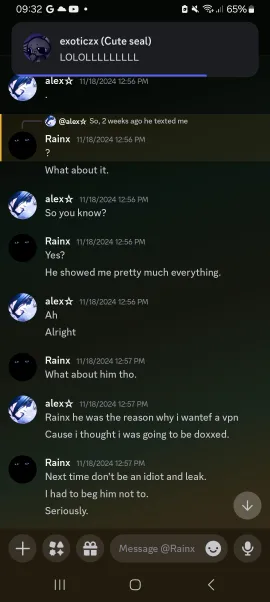 09:32
65%
exoticzx (Cute seal)
LOLOLLLLLLLLL
alex☆ 11/18/2024 12:56 PM
.
@alex☆ So, 2 weeks ago he texted me
Rainx 11/18/2024 12:56 PM
?
What about it.
alex☆ 11/18/2024 12:56 PM
So you know?
Rainx 11/18/2024 12:56 PM
Yes?
He showed me pretty much everything.
alex☆ 11/18/2024 12:56 PM
Ah
Alright
Rainx 11/18/2024 12:57 PM
What about him tho.
alex☆ 11/18/2024 12:57 PM
Rainx he was the reason why i wantef a vpn
Cause i thought i was going to be doxxed.
Rainx 11/18/2024 12:57 PM
Next time don't be an idiot and leak.
I had to beg him not to.
Seriously.
Message @Rainx